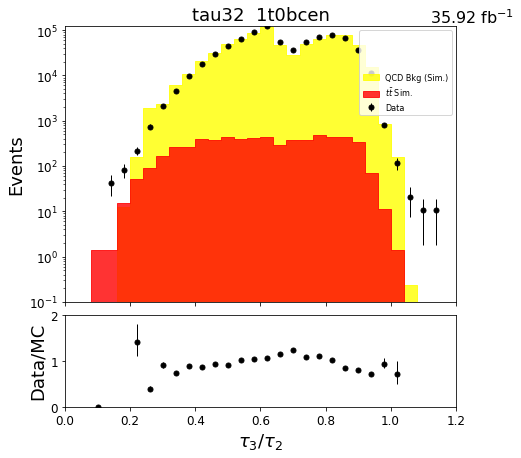 tau32 1t0bcen 35.92 fb⁻¹
QCD Bkg (Sim.)
tt̄ Sim.
Data
Events
10⁵
10⁴
10³
10²
10¹
10⁰
10⁻¹
Data/MC
2
1
0
0.0 0.2 0.4 0.6 0.8 1.0 1.2
τ₃/τ₂